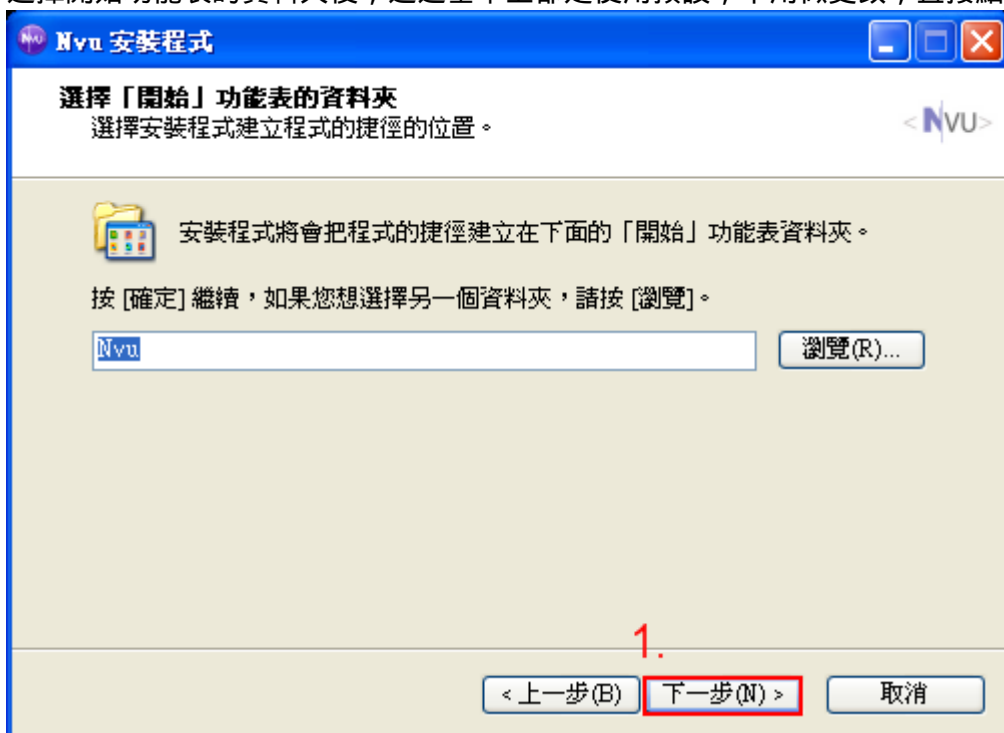 Nvu 安裝程式
選擇「開始」功能表的資料夾
選擇安裝程式建立程式的捷徑的位置。
<NVU>
安裝程式將會把程式的捷徑建立在下面的「開始」功能表資料夾。
按 [確定] 繼續，如果您想選擇另一個資料夾，請按 [瀏覽]。
Nvu
瀏覽(R)...
1.
<上一步(B)
下一步(N) >
取消